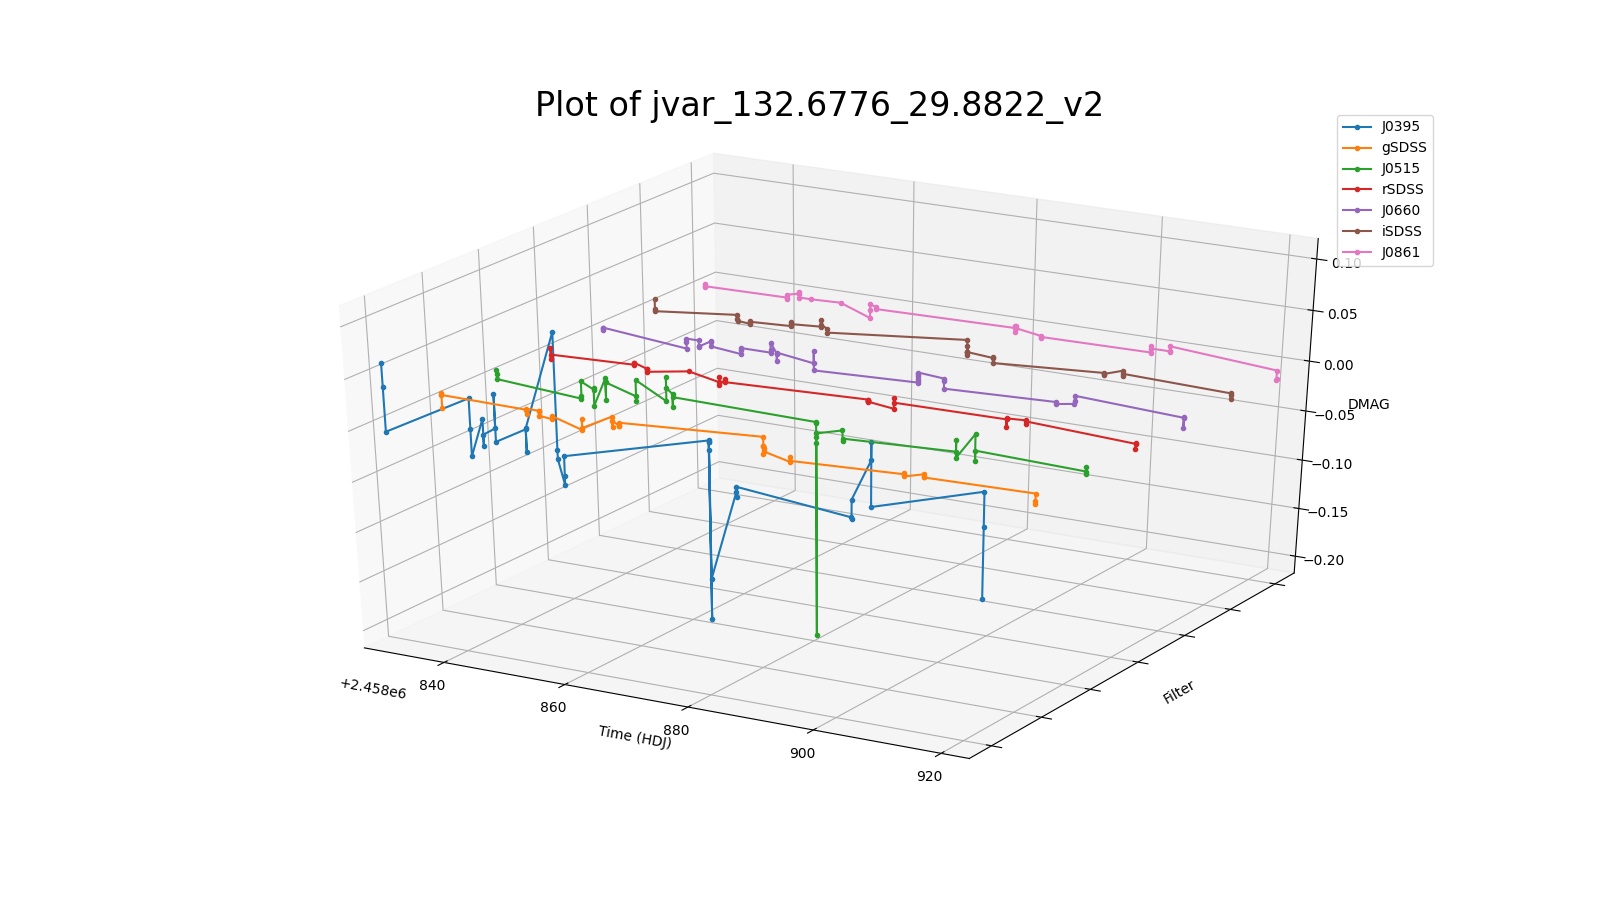 Plot of jvar_132.6776_29.8822_v2
J0395
gSDSS
J0515
rSDSS
J0660
iSDSS
J0861
0.10
0.05
0.00
−0.05
−0.10
−0.15
−0.20
DMAG
Filter
+2.458e6
840
860
880
900
920
Time (HDJ)